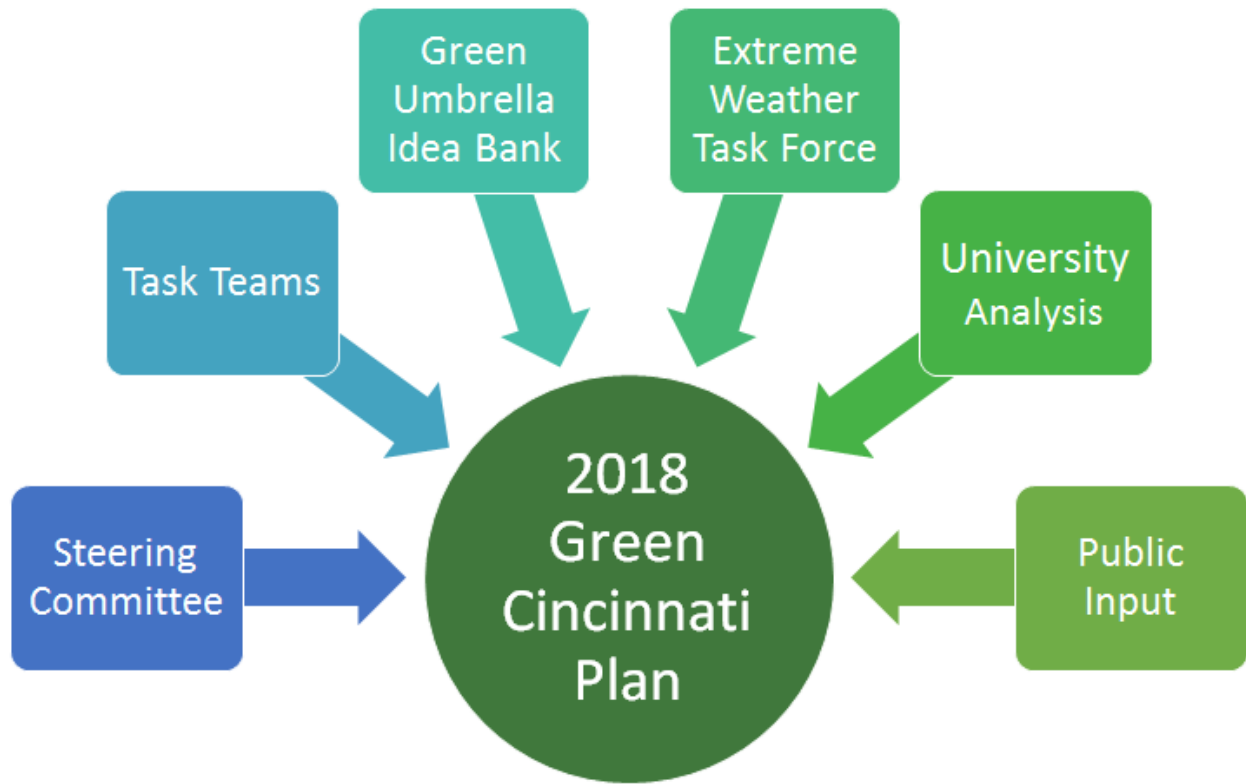 Green
Umbrella
Idea Bank
Extreme
Weather
Task Force
Task Teams
University
Analysis
Steering
Committee
2018
Green
Cincinnati
Plan
Public
Input